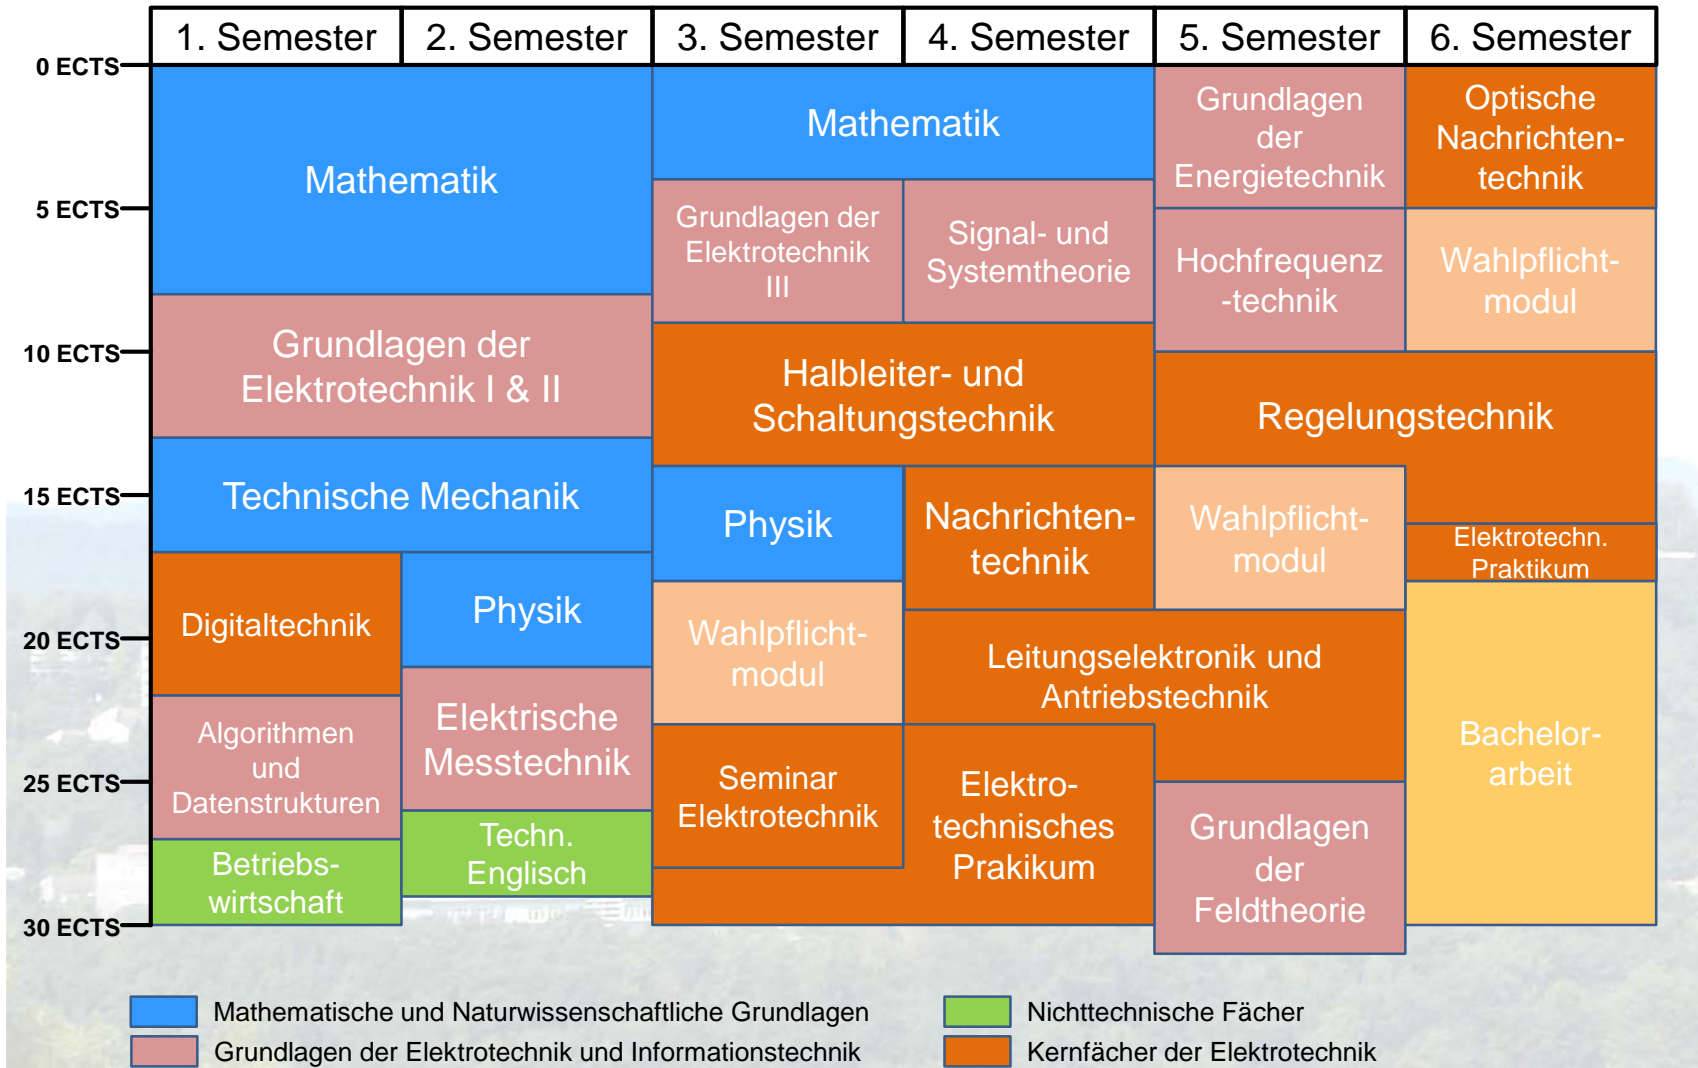 1. Semester
2. Semester
3. Semester
4. Semester
5. Semester
6. Semester
0 ECTS
5 ECTS
10 ECTS
15 ECTS
20 ECTS
25 ECTS
30 ECTS
Mathematik
Grundlagen der
Elektrotechnik I & II
Technische Mechanik
Digitaltechnik
Algorithmen
und
Datenstrukturen
Betriebs-
wirtschaft
Physik
Elektrische
Messtechnik
Techn.
Englisch
Mathematik
Grundlagen der
Elektrotechnik
III
Signal- und
Systemtheorie
Halbleiter- und
Schaltungstechnik
Physik
Wahlpflicht-
modul
Seminar
Elektrotechnik
Nachrichten-
technik
Leitungselektronik und
Antriebstechnik
Elektro-
technisches
Prakikum
Grundlagen
der
Energietechnik
Hochfrequenz
-technik
Regelungstechnik
Wahlpflicht-
modul
Grundlagen
der
Feldtheorie
Optische
Nachrichten-
technik
Wahlpflicht-
modul
Elektrotechn.
Praktikum
Bachelor-
arbeit
Mathematische und Naturwissenschaftliche Grundlagen
Grundlagen der Elektrotechnik und Informationstechnik
Nichttechnische Fächer
Kernfächer der Elektrotechnik